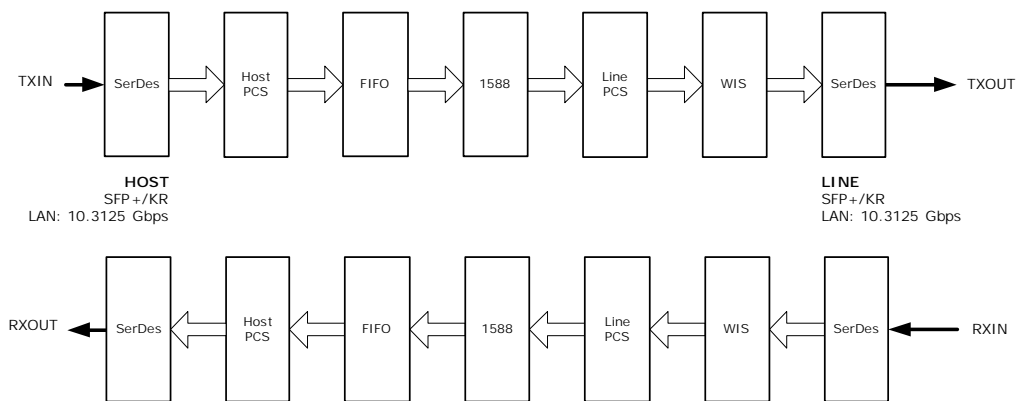 TXIN
SerDes
Host
PCS
FIFO
1588
Line
PCS
WIS
SerDes
TXOUT
HOST
SFP+/KR
LAN: 10.3125 Gbps
LINE
SFP+/KR
LAN: 10.3125 Gbps
RXOUT
SerDes
Host
PCS
FIFO
1588
Line
PCS
WIS
SerDes
RXIN